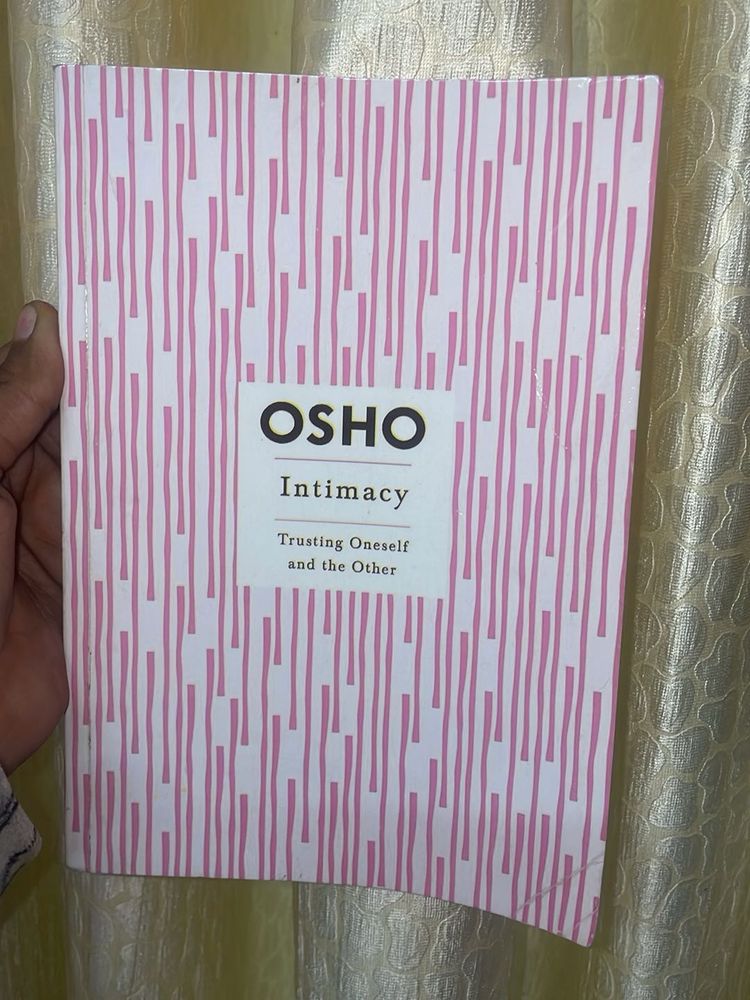 OSHO
Intimacy
Trusting Oneself
and the Other